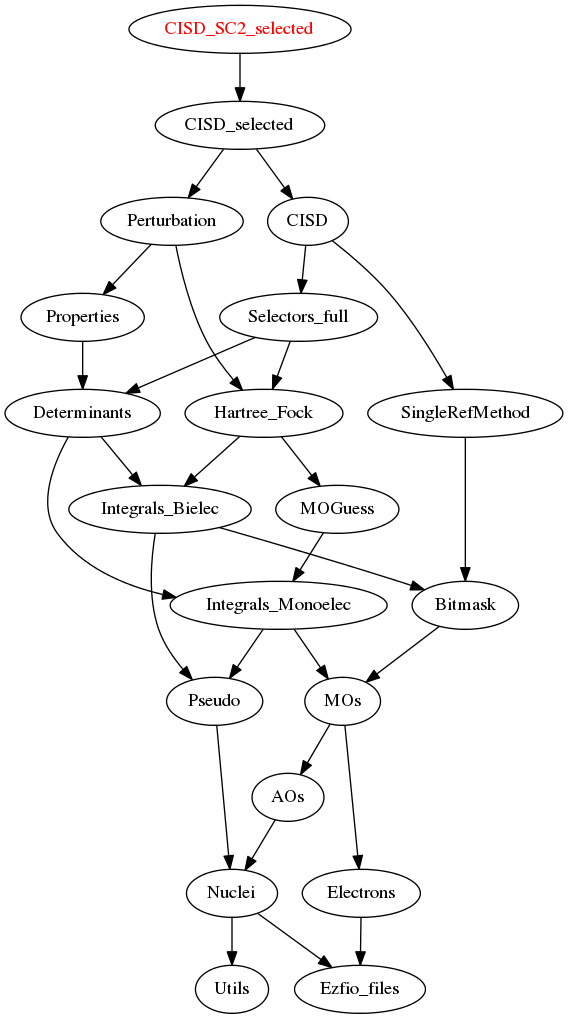 CISD_SC2_selected
CISD_selected
Perturbation
CISD
Properties
Selectors_full
Determinants
Hartree_Fock
SingleRefMethod
Integrals_Bielec
MOGuess
Integrals_Monoelec
Bitmask
Pseudo
MOs
AOs
Nuclei
Electrons
Utils
Ezfio_files